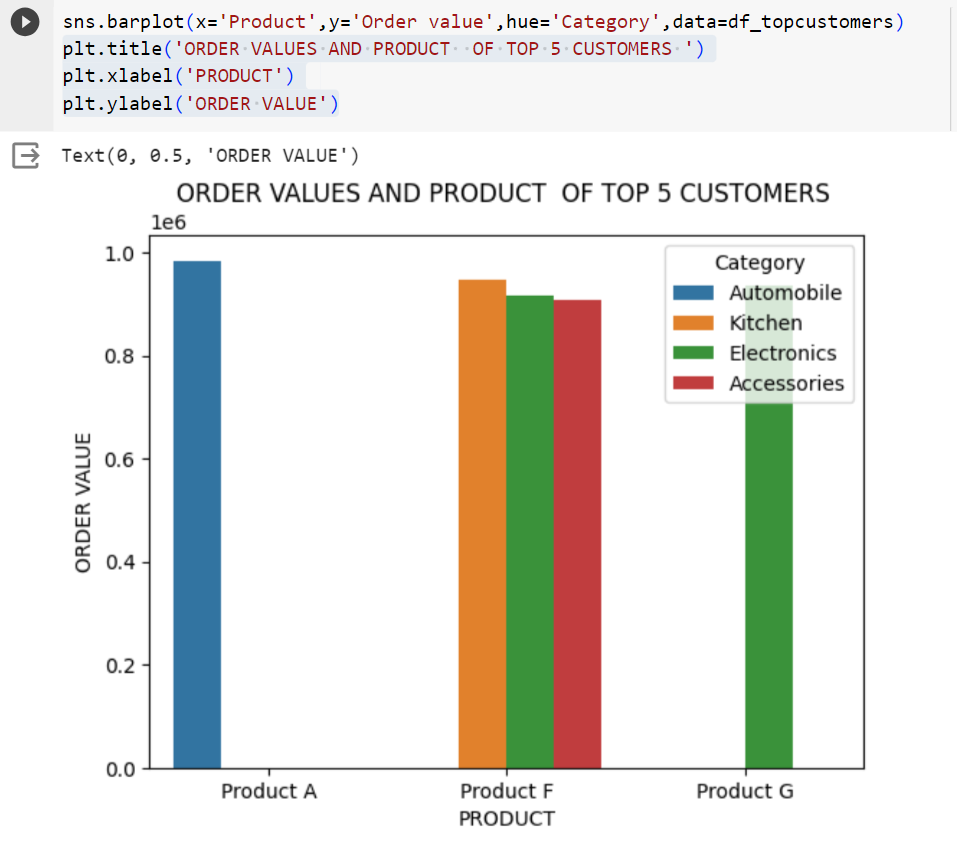 sns.barplot(x='Product',y='Order value',hue='Category',data=df_topcustomers)
plt.title('ORDER VALUES AND PRODUCT  OF TOP 5 CUSTOMERS ')
plt.xlabel('PRODUCT')
plt.ylabel('ORDER VALUE')
Text(0, 0.5, 'ORDER VALUE')
ORDER VALUES AND PRODUCT  OF TOP 5 CUSTOMERS
1e6
1.0
0.8
0.6
0.4
0.2
0.0
ORDER VALUE
Category
Automobile
Kitchen
Electronics
Accessories
Product A
Product F
Product G
PRODUCT